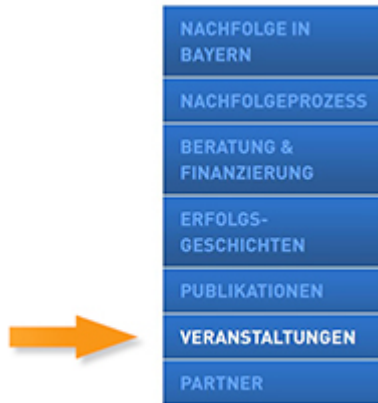 NACHFOLGE IN
BAYERN
NACHFOLGEPROZESS
BERATUNG &
FINANZIERUNG
ERFOLGS-
GESCHICHTEN
PUBLIKATIONEN
VERANSTALTUNGEN
PARTNER